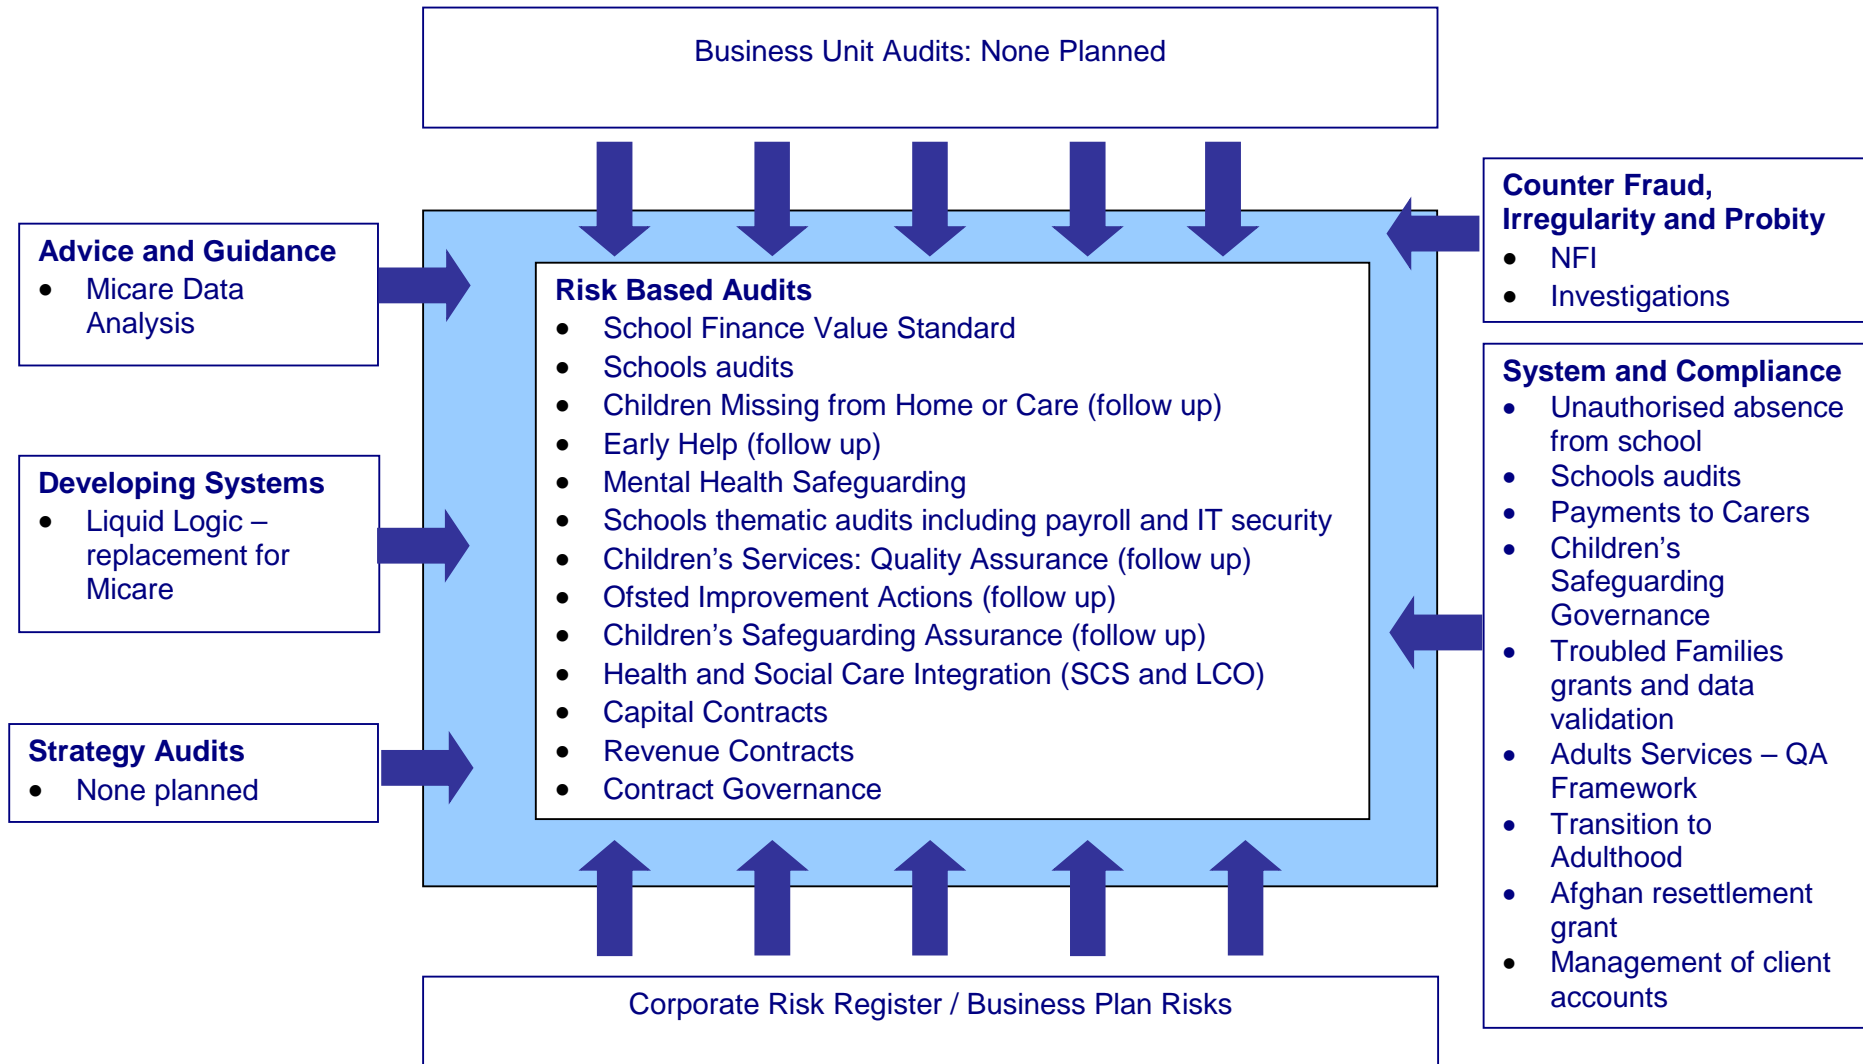 Business Unit Audits: None Planned
Advice and Guidance
• Micare Data
Analysis
Developing Systems
• Liquid Logic –
replacement for
Micare
Strategy Audits
• None planned
Risk Based Audits
• School Finance Value Standard
• Schools audits
• Children Missing from Home or Care (follow up)
• Early Help (follow up)
• Mental Health Safeguarding
• Schools thematic audits including payroll and IT security
• Children’s Services: Quality Assurance (follow up)
• Ofsted Improvement Actions (follow up)
• Children’s Safeguarding Assurance (follow up)
• Health and Social Care Integration (SCS and LCO)
• Capital Contracts
• Revenue Contracts
• Contract Governance
Counter Fraud,
Irregularity and Probity
• NFI
• Investigations
System and Compliance
• Unauthorised absence
from school
• Schools audits
• Payments to Carers
• Children’s
Safeguarding
Governance
• Troubled Families
grants and data
validation
• Adults Services – QA
Framework
• Transition to
Adulthood
• Afghan resettlement
grant
• Management of client
accounts
Corporate Risk Register / Business Plan Risks